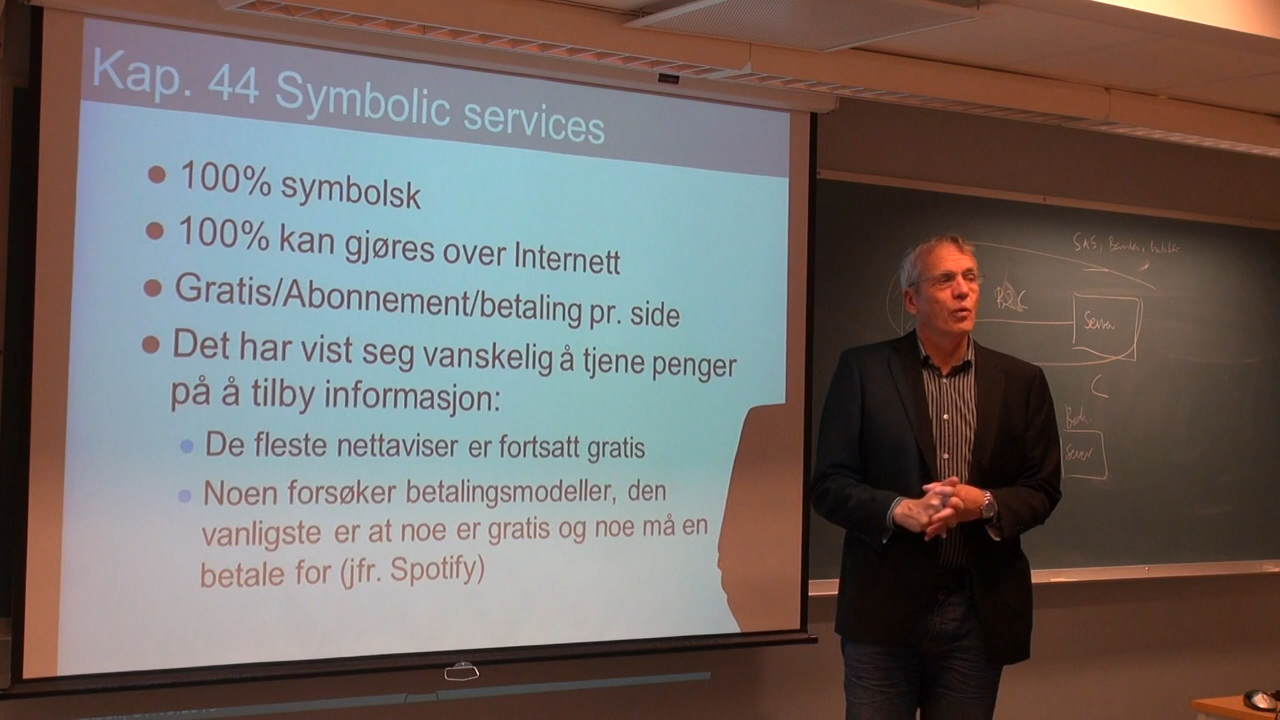 Kap. 44 Symbolic services
100% symbolsk
100% kan gjøres over Internett
Gratis/Abonnement/betaling pr. side
Det har vist seg vanskelig å tjene penger
på å tilby informasjon:
De fleste nettaviser er fortsatt gratis
Noen forsøker betalingsmodeller, den
vanligste er at noe er gratis og noe må en
betale for (jfr. Spotify)
SAS,
B2C
Server
C
Server